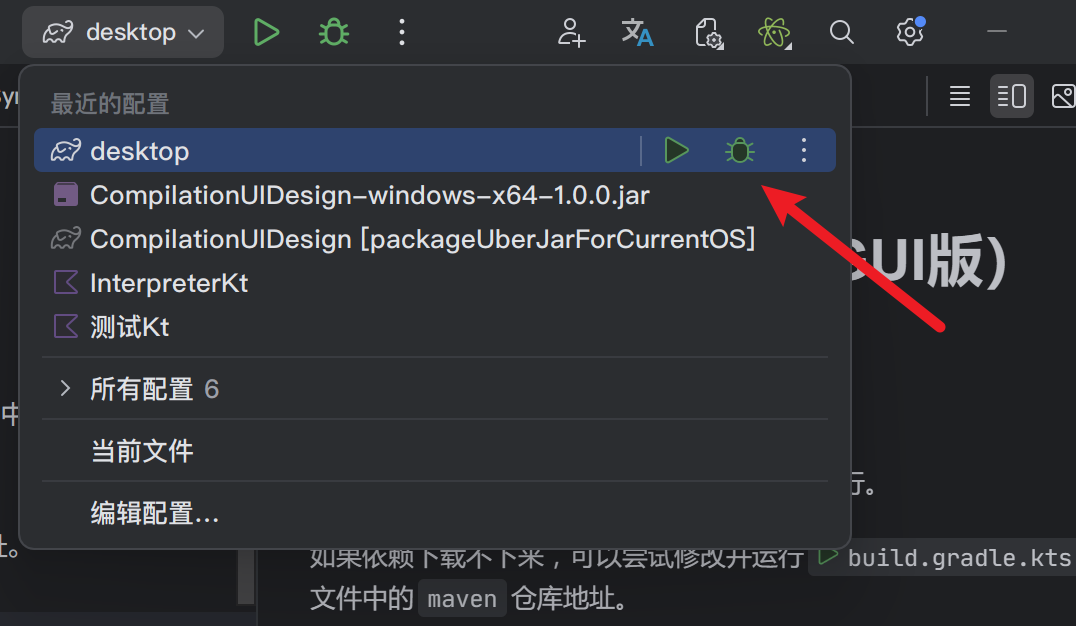 desktop
最近的配置
desktop
CompilationUIDesign-windows-x64-1.0.0.jar
CompilationUIDesign [packageUberJarForCurrentOS]
InterpreterKt
测试Kt
所有配置 6
当前文件
编辑配置...
GUI版）
中
行。
址。
如果依赖下载不下来，可以尝试修改并运行 build.gradle.kts
文件中的 maven 仓库地址。